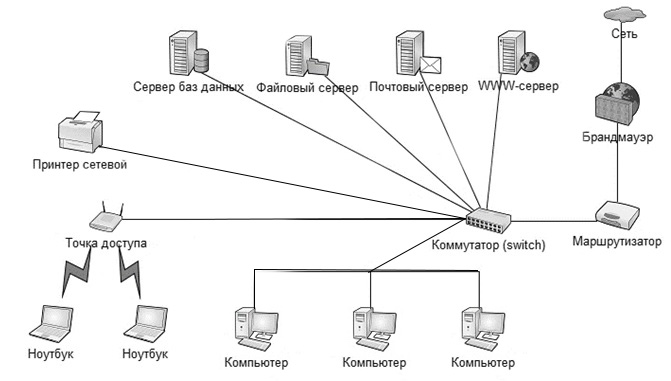 Сеть
Сервер баз данных
Файловый сервер
Почтовый сервер
WWW-сервер
Брандмауэр
Принтер сетевой
Точка доступа
Коммутатор (switch)
Маршрутизатор
Ноутбук
Ноутбук
Компьютер
Компьютер
Компьютер